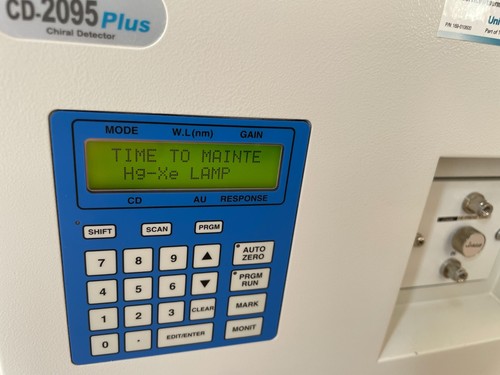 CD-2095 Plus
Chiral Detector
MODE W.L(nm) GAIN
TIME TO MAINTE
Hg-Xe LAMP
CD AU RESPONSE
SHIFT SCAN PRGM
7 8 9 ▲ AUTO ZERO
4 5 6 ▼ PRGM RUN
1 2 3 CLEAR MARK
0 . EDIT/ENTER MONIT